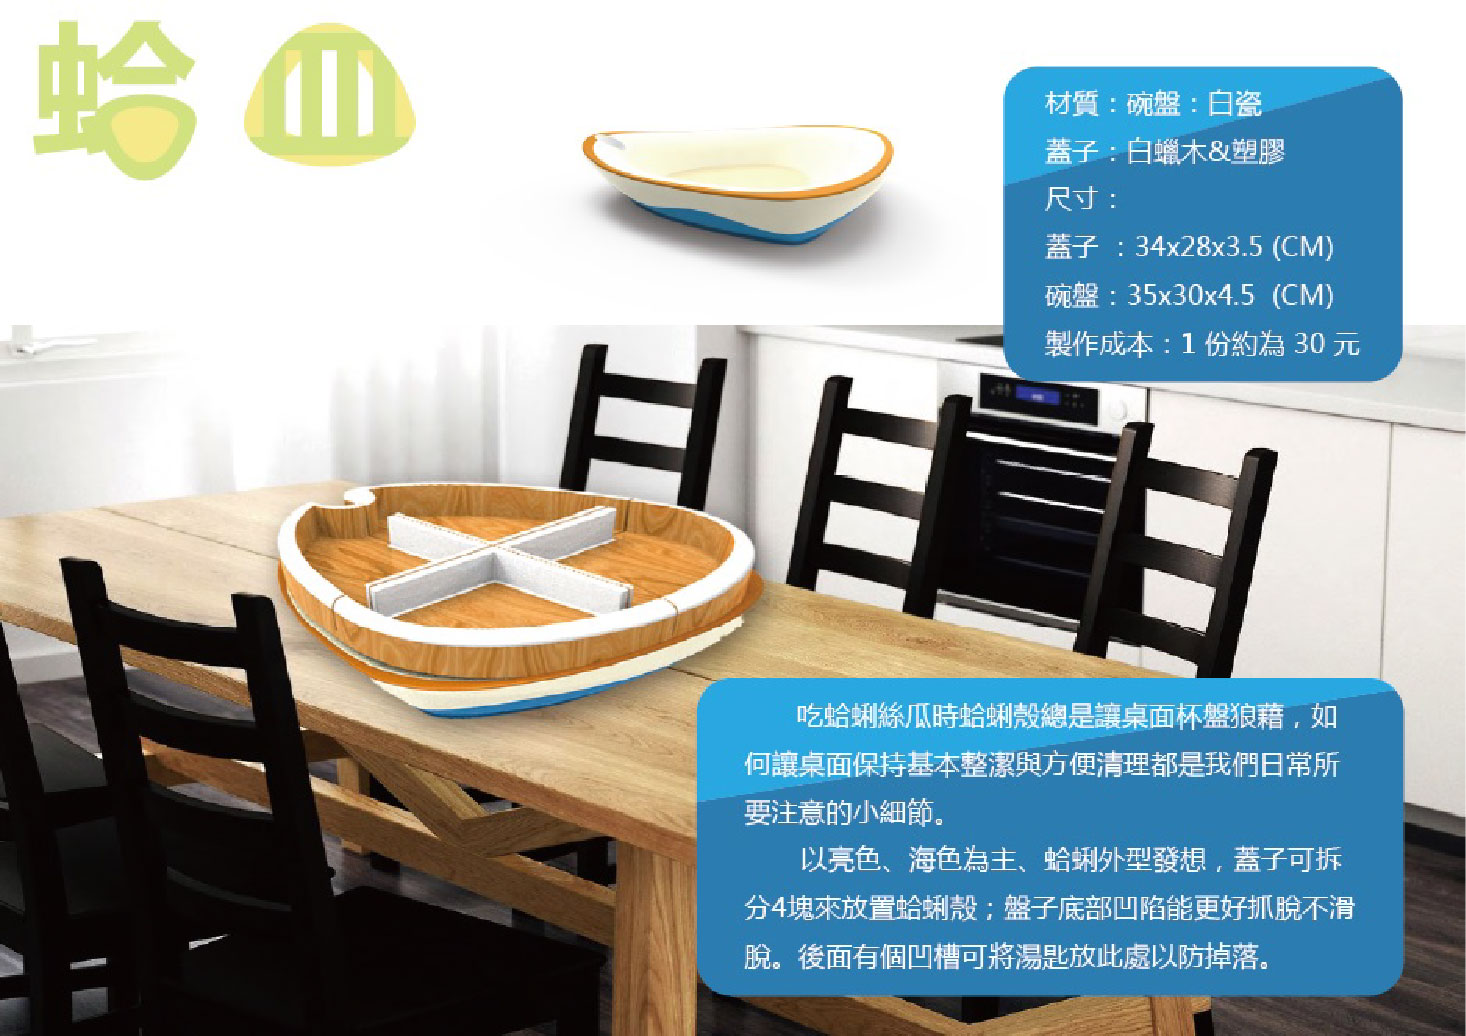 蛤皿
材質：碗盤：白瓷
蓋子：白蠟木&塑膠
尺寸：
蓋子 ：34x28x3.5 (CM)
碗盤：35x30x4.5 (CM)
製作成本：1 份約為 30 元
吃蛤蜊絲瓜時蛤蜊殼總是讓桌面杯盤狼藉，如
何讓桌面保持基本整潔與方便清理都是我們日常所
要注意的小細節。
以亮色、海色為主、蛤蜊外型發想，蓋子可拆
分4塊來放置蛤蜊殼；盤子底部凹陷能更好抓脫不滑
脫。後面有個凹槽可將湯匙放此處以防掉落。